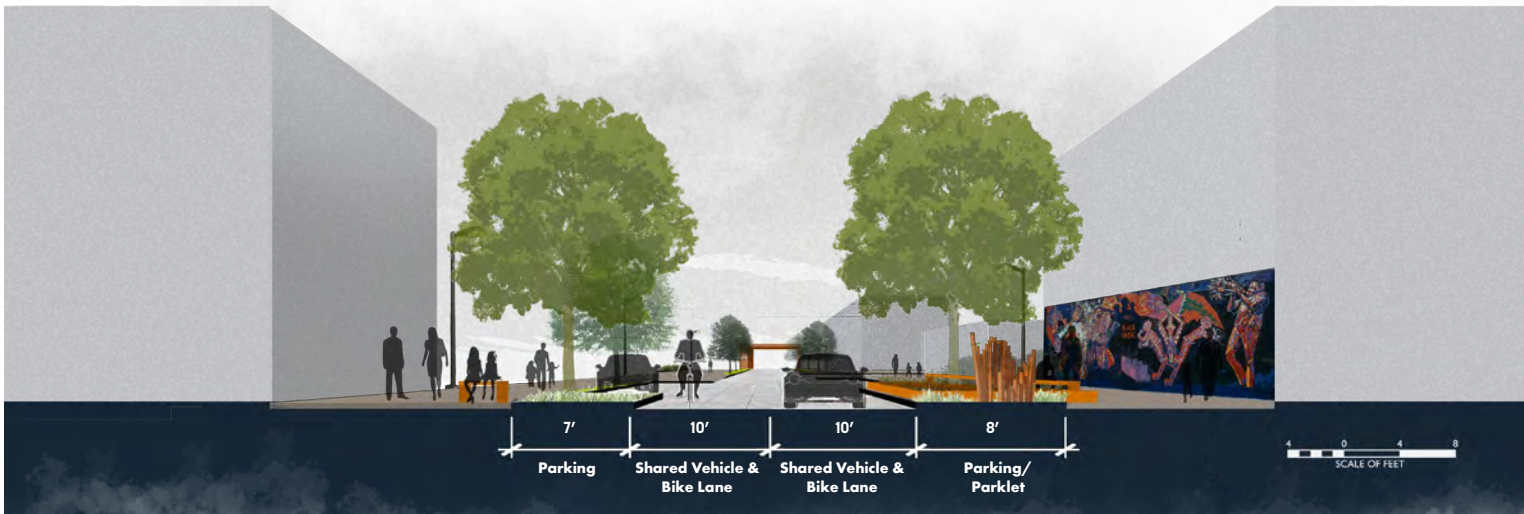 7’
10’
10’
8’
Parking
Shared Vehicle &
Bike Lane
Shared Vehicle &
Bike Lane
Parking/
Parklet
4 0 4 8
SCALE OF FEET